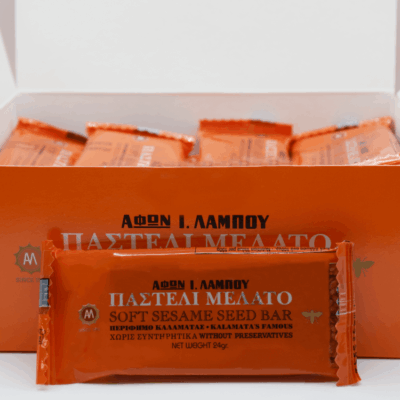 ΑΦΩΝ Ι. ΛΑΜΠΟΥ
ΠΑΣΤΕΛΙ ΜΕΛΑΤΟ
Μ
ΑΦΩΝ Ι. ΛΑΜΠΟΥ
ΠΑΣΤΕΛΙ ΜΕΛΑΤΟ
SOFT SESAME SEED BAR
ΠΕΡΙΦΗΜΟ ΚΑΛΑΜΑΤΑΣ • KALAMATA'S FAMOUS
ΧΩΡΙΣ ΣΥΝΤΗΡΗΤΙΚΑ WITHOUT PRESERVATIVES
NET WEIGHT 24gr.